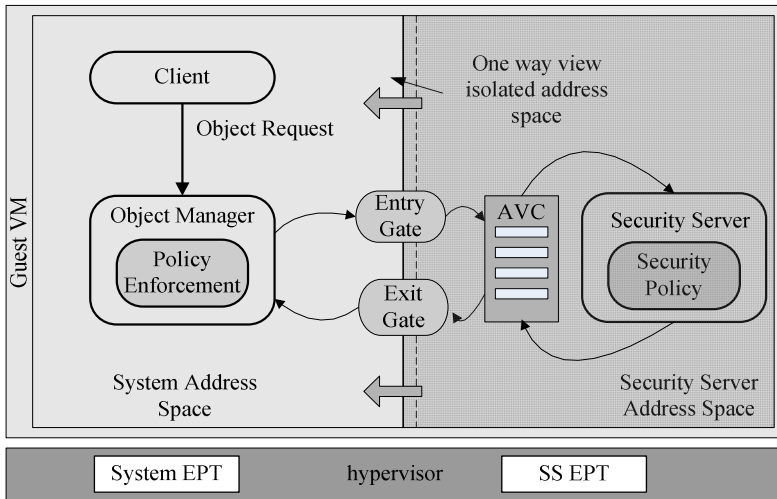 Guest VM
Client
Object Request
One way view
isolated address
space
Object Manager
Policy
Enforcement
Entry
Gate
Exit
Gate
AVC
Security Server
Security
Policy
System Address
Space
Security Server
Address Space
System EPT
hypervisor
SS EPT